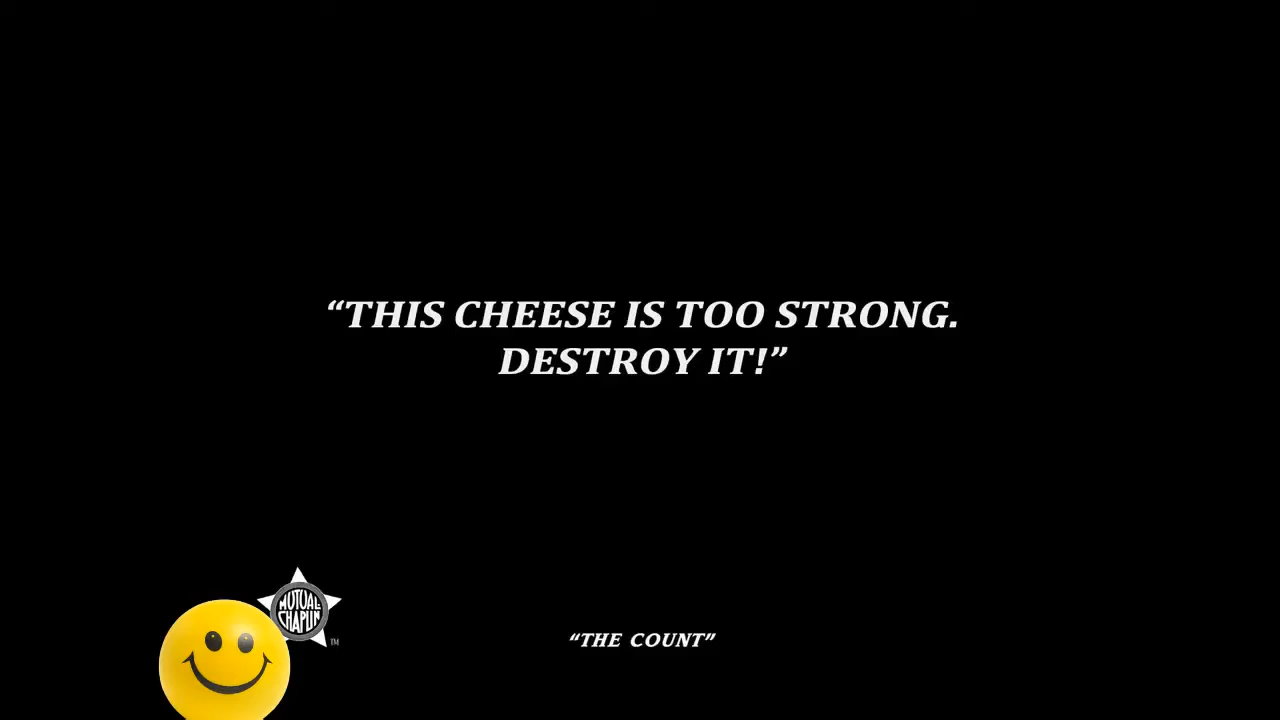 “THIS CHEESE IS TOO STRONG.
DESTROY IT!”
MUTUAL
CHAPLIN
TM
“THE COUNT”